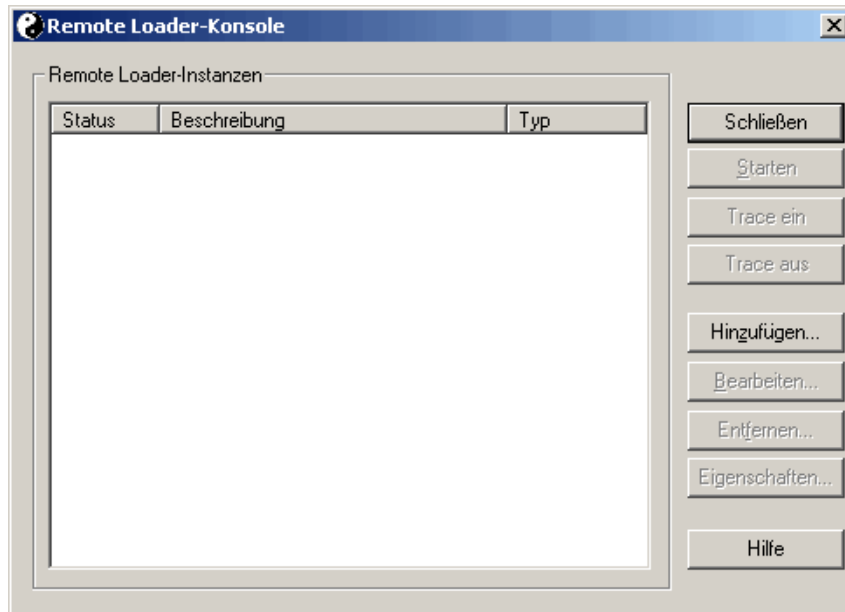 Remote Loader-Konsole
Remote Loader-Instanzen
Status Beschreibung Typ
Schließen
Starten
Trace ein
Trace aus
Hinzufügen...
Bearbeiten...
Entfernen...
Eigenschaften...
Hilfe